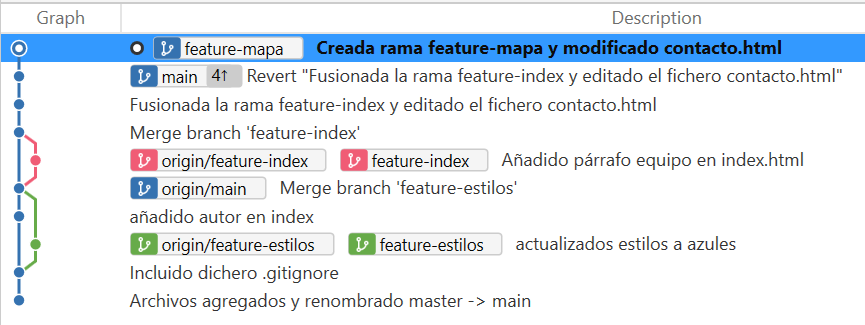 Graph Description
feature-mapa Creada rama feature-mapa y modificado contacto.html
main 4↑ Revert "Fusionada la rama feature-index y editado el fichero contacto.html"
Fusionada la rama feature-index y editado el fichero contacto.html
Merge branch 'feature-index'
origin/feature-index feature-index Añadido párrafo equipo en index.html
origin/main Merge branch 'feature-estilos'
añadido autor en index
origin/feature-estilos feature-estilos actualizados estilos a azules
Incluido dichero .gitignore
Archivos agregados y renombrado master -> main